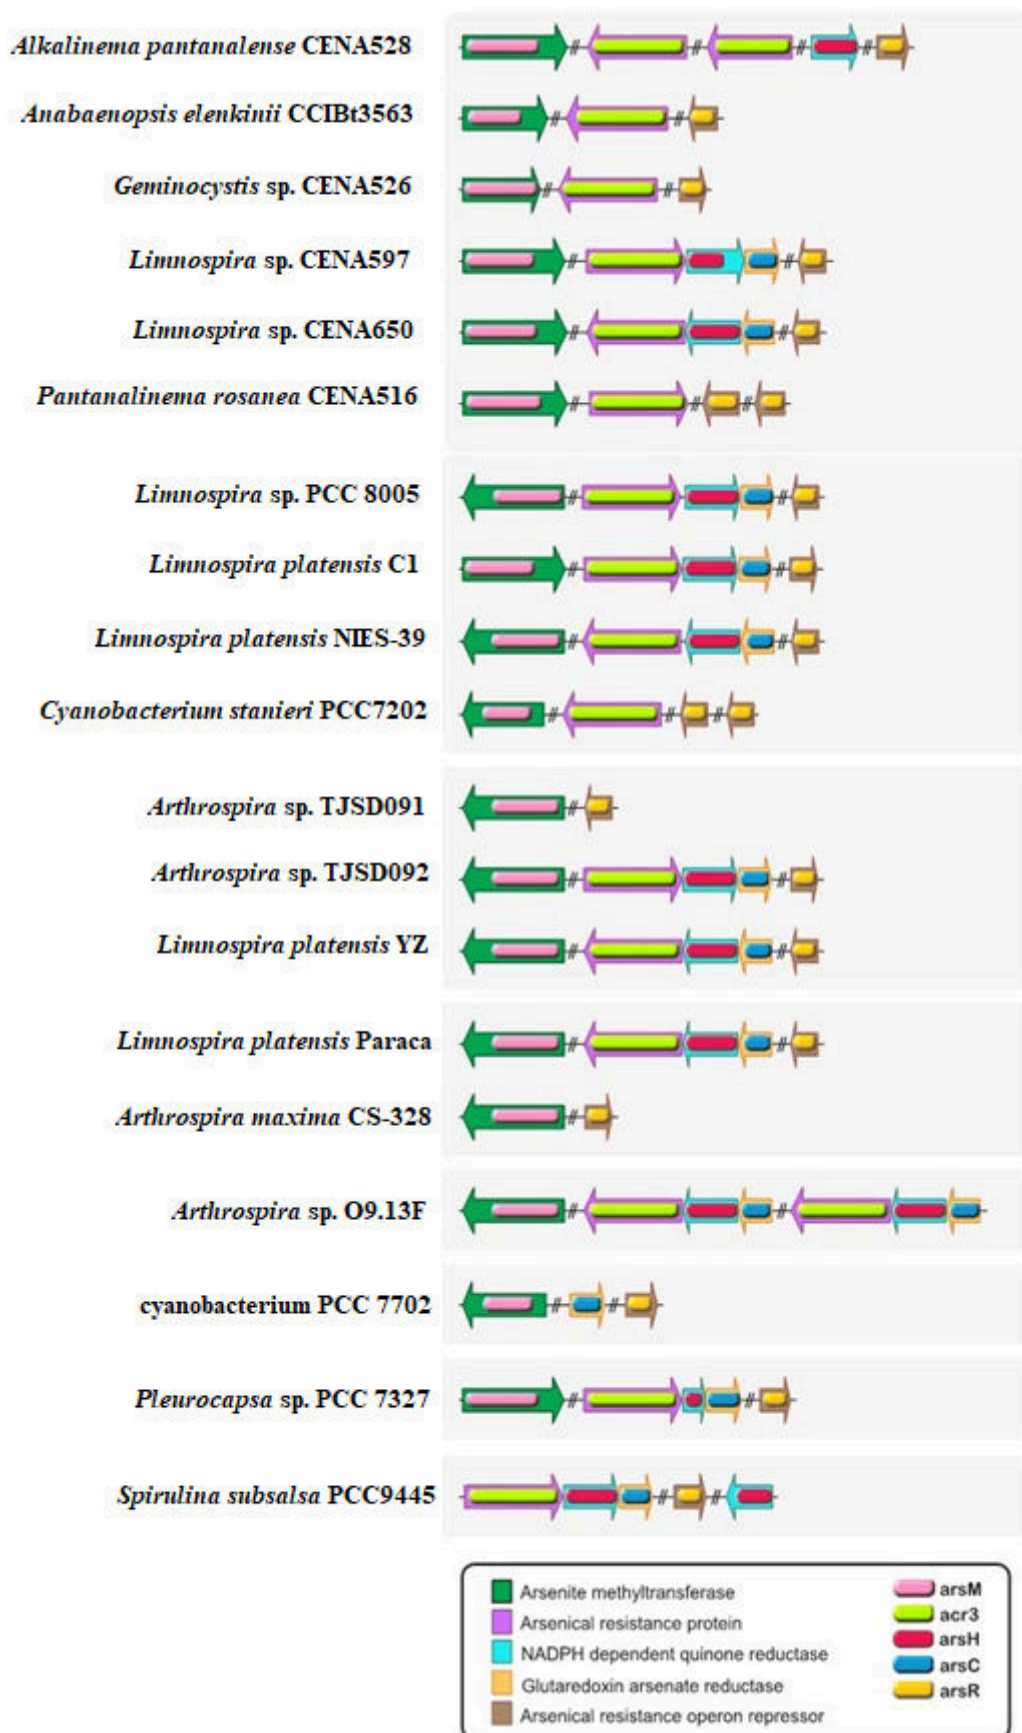 Alkalinema pantanalense CENA528
Anabaenopsis elenkinii CCIBt3563
Geminocystis sp. CENA526
Limnospira sp. CENA597
Limnospira sp. CENA650
Pantanalinema rosanea CENA516
Limnospira sp. PCC 8005
Limnospira platensis C1
Limnospira platensis NIES-39
Cyanobacterium stanieri PCC7202
Arthrospira sp. TJSD091
Arthrospira sp. TJSD092
Limnospira platensis YZ
Limnospira platensis Paraca
Arthrospira maxima CS-328
Arthrospira sp. O9.13F
cyanobacterium PCC 7702
Pleurocapsa sp. PCC 7327
Spirulina subsalsa PCC9445
Arsenite methyltransferase
Arsenical resistance protein
NADPH dependent quinone reductase
Glutaredoxin arsenate reductase
Arsenical resistance operon repressor
arsM
acr3
arsH
arsC
arsR